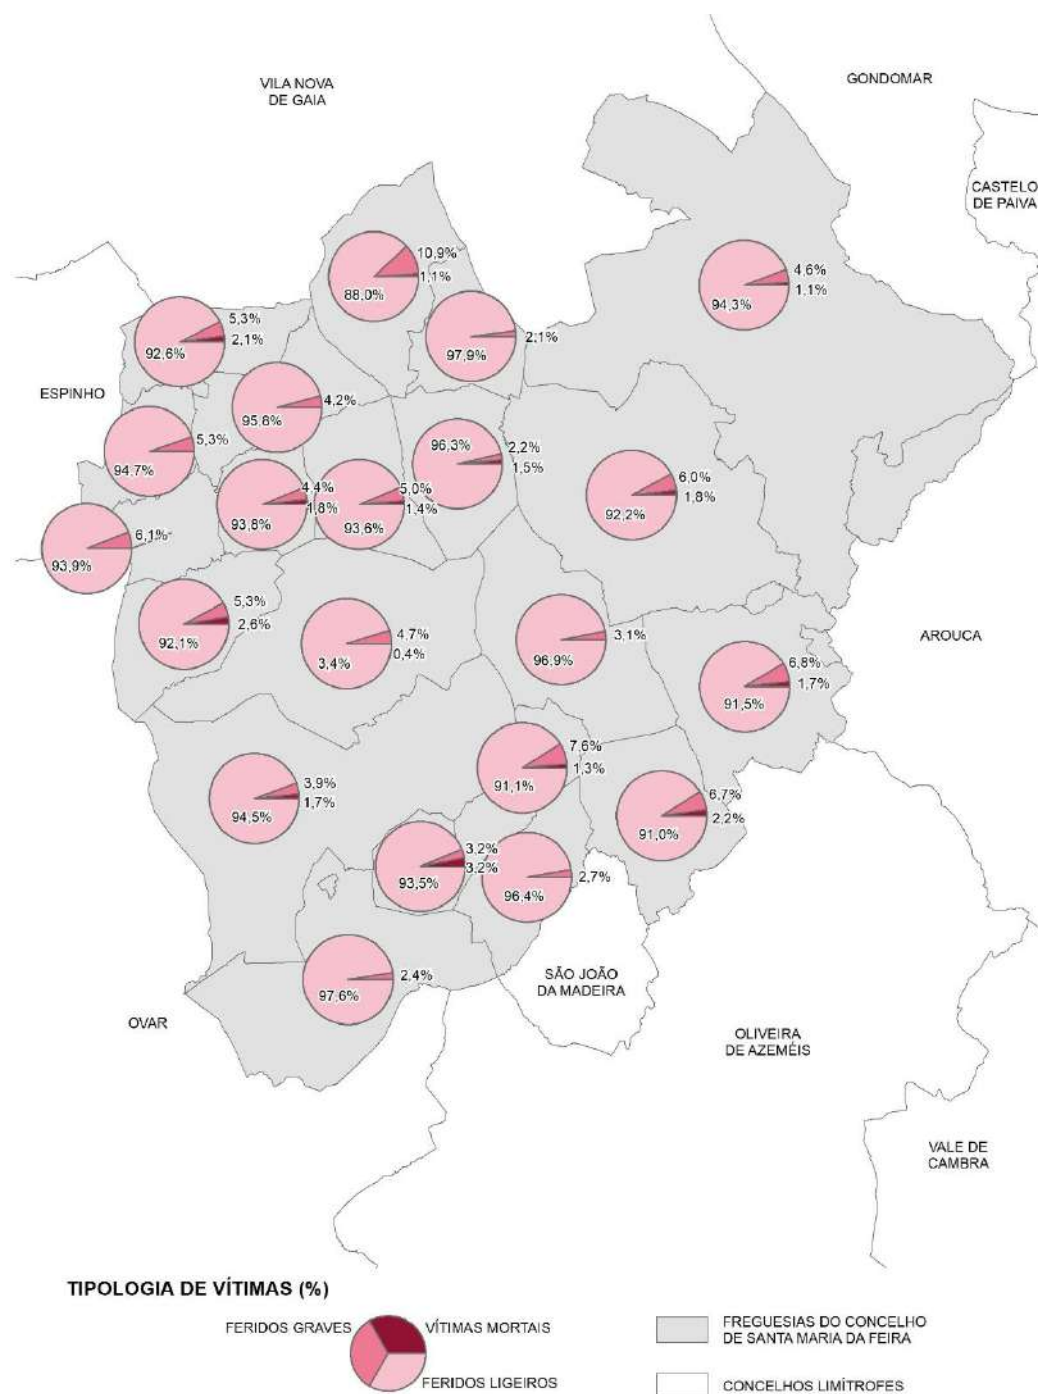 VILA NOVA
DE GAIA
GONDOMAR
CASTELO
DE PAIVA
10,9%
1,1%
88,0%
4,6%
1,1%
94,3%
5,3%
2,1%
92,6%
2,1%
97,9%
ESPINHO
4,2%
95,8%
5,3%
94,7%
96,3%
2,2%
1,5%
4,4%
1,8%
93,8%
5,0%
1,4%
93,6%
6,0%
1,8%
92,2%
6,1%
93,9%
5,3%
2,6%
92,1%
4,7%
0,4%
3,4%
3,1%
96,9%
AROUCA
6,8%
1,7%
91,5%
7,6%
1,3%
91,1%
3,9%
1,7%
94,5%
6,7%
2,2%
91,0%
3,2%
3,2%
93,5%
2,7%
96,4%
2,4%
97,6%
SÃO JOÃO
DA MADEIRA
OVAR
OLIVEIRA
DE AZEMÉIS
VALE DE
CAMBRA
TIPOLOGIA DE VÍTIMAS (%)
FERIDOS GRAVES
VÍTIMAS MORTAIS
FERIDOS LIGEIROS
FREGUESIAS DO CONCELHO
DE SANTA MARIA DA FEIRA
CONCELHOS LIMÍTROFES